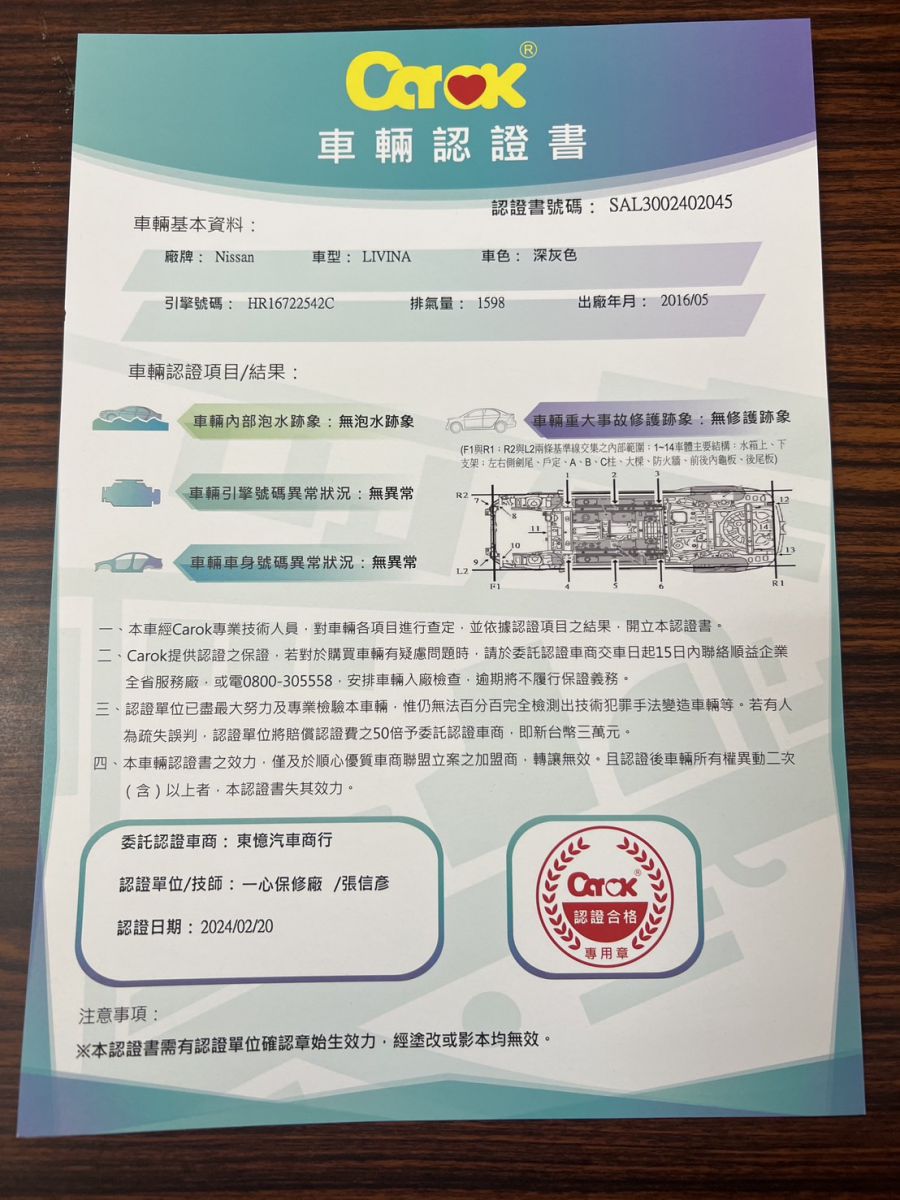 Carok®
車輛認證書
認證書號碼： SAL3002402045
車輛基本資料：
廠牌： Nissan 車型： LIVINA 車色： 深灰色
引擎號碼： HR16722542C 排氣量： 1598 出廠年月： 2016/05
車輛認證項目/結果：
車輛內部泡水跡象：無泡水跡象
車輛重大事故修護跡象：無修護跡象
(F1與R1；R2與L2兩條基準線交集之內部範圍；1~14車體主要結構：水箱上、下
支架；左右側劍尾、戶定、A、B、C柱、大樑、防火牆、前後內龜板、後尾板)
車輛引擎號碼異常狀況：無異常
車輛車身號碼異常狀況：無異常
1 2 3
R2 7 8 12
11 14
10 13
L2 9
F1 4 5 6 R1
一、本車經Carok專業技術人員，對車輛各項目進行查定，並依據認證項目之結果，開立本認證書。
二、Carok提供認證之保證，若對於購買車輛有疑慮問題時，請於委託認證車商交車日起15日內聯絡順益企業
全省服務廠，或電0800-305558，安排車輛入廠檢查，逾期將不履行保證義務。
三、認證單位已盡最大努力及專業檢驗本車輛，惟仍無法百分百完全檢測出技術犯罪手法變造車輛等。若有人
為疏失誤判，認證單位將賠償認證費之50倍予委託認證車商，即新台幣三萬元。
四、本車輛認證書之效力，僅及於順心優質車商聯盟立案之加盟商，轉讓無效。且認證後車輛所有權異動二次
（含）以上者，本認證書失其效力。
委託認證車商：東憶汽車商行
認證單位/技師：一心保修廠 /張信彥
認證日期：2024/02/20
Carok®
認證合格
專用章
注意事項：
※本認證書需有認證單位確認章始生效力，經塗改或影本均無效。